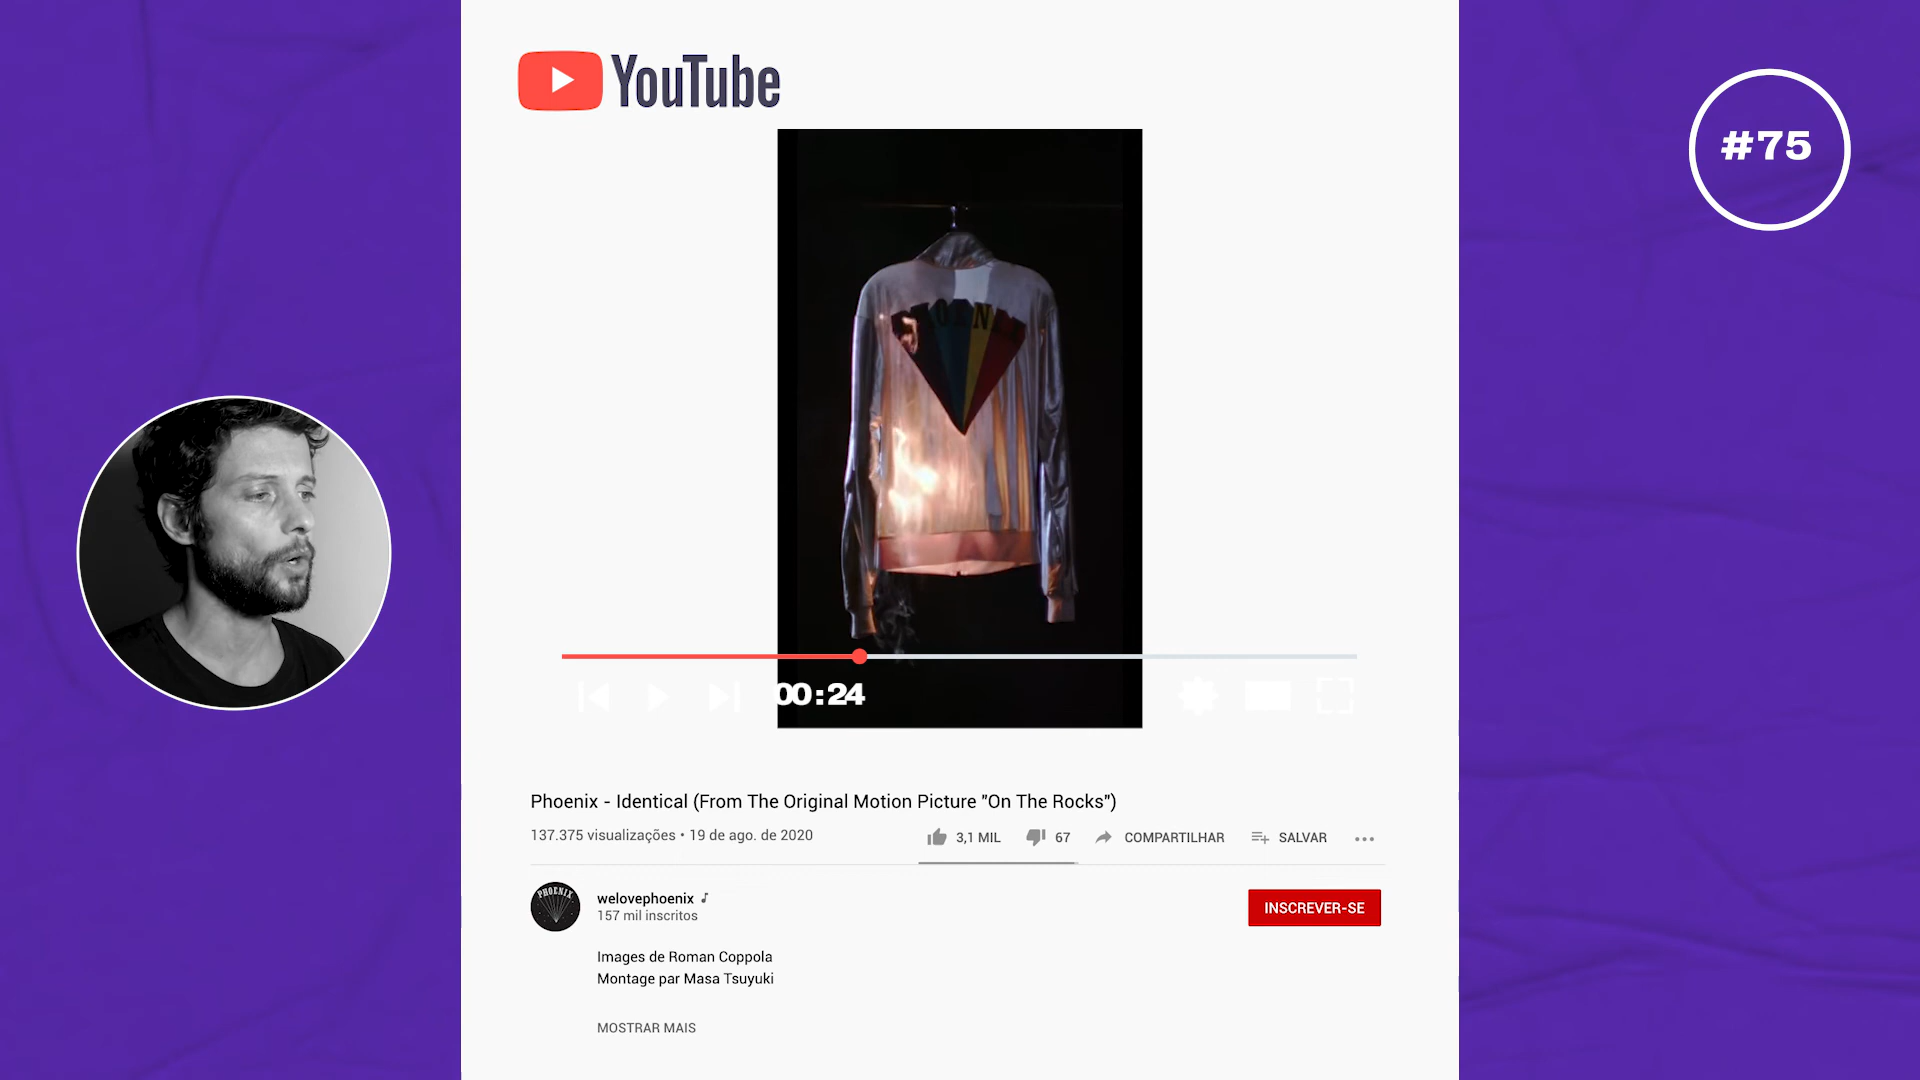 YouTube
#75
PHOENIX
00:24
Phoenix - Identical (From The Original Motion Picture "On The Rocks")
137.375 visualizações • 19 de ago. de 2020
3,1 MIL
67
COMPARTILHAR
SALVAR
PHOENIX
welovephoenix
157 mil inscritos
INSCREVER-SE
Images de Roman Coppola
Montage par Masa Tsuyuki
MOSTRAR MAIS